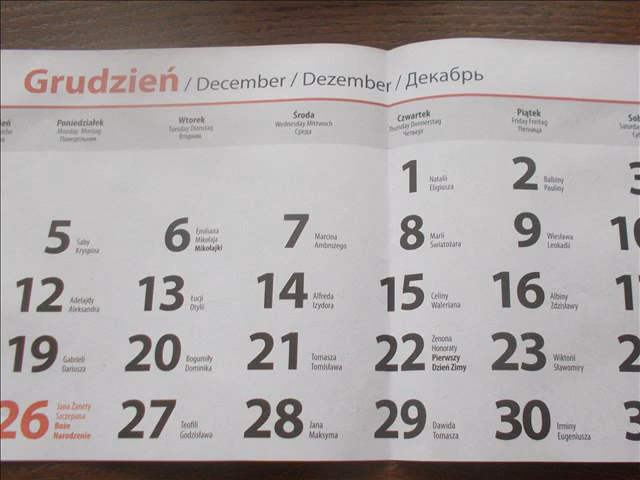 Grudzień / December / Dezember / Декабрь
Poniedziałek Wtorek Środa Czwartek Piątek
Monday Montag Tuesday Dienstag Wednesday Mittwoch Thursday Donnerstag Friday Freitag
Понедельник Вторник Среда Четверг Пятница
1 Natalii
Eligiusza
2 Balbiny
Pauliny
5 Saby
Kryspina
6 Emiliana
Mikołaja
Mikołajki
7 Marcina
Ambrożego
8 Marii
Światożara
9 Wiesława
Leokadii
12 Adelajdy
Aleksandra
13 Łucji
Otylii
14 Alfreda
Izydora
15 Celiny
Waleriana
16 Albiny
Zdzisławy
19 Gabrieli
Dariusza
20 Bogumiły
Dominika
21 Tomasza
Tomisława
22 Zenona
Honoraty
Pierwszy
Dzień Zimy
23 Wiktorii
Sławomiry
26 Jana Żanety
Szczepana
Boże
Narodzenie
27 Teofili
Godzisława
28 Jana
Maksyma
29 Dawida
Tomasza
30 Irminy
Eugeniusza